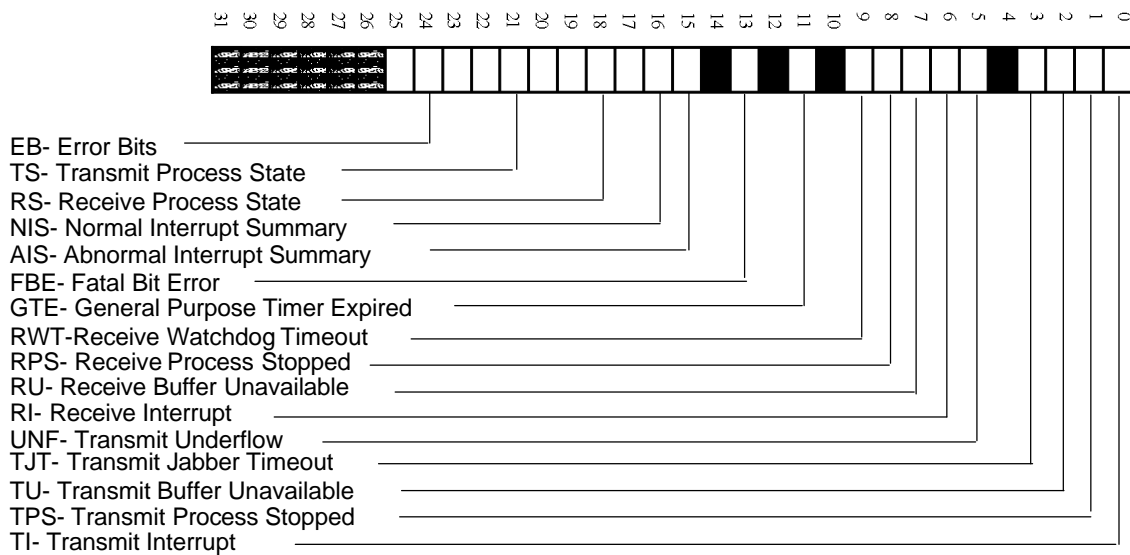 31 30 29 28 27 26 25 24 23 22 21 20 19 18 17 16 15 14 13 12 11 10 9 8 7 6 5 4 3 2 1 0
EB- Error Bits
TS- Transmit Process State
RS- Receive Process State
NIS- Normal Interrupt Summary
AIS- Abnormal Interrupt Summary
FBE- Fatal Bit Error
GTE- General Purpose Timer Expired
RWT-Receive Watchdog Timeout
RPS- Receive Process Stopped
RU- Receive Buffer Unavailable
RI- Receive Interrupt
UNF- Transmit Underflow
TJT- Transmit Jabber Timeout
TU- Transmit Buffer Unavailable
TPS- Transmit Process Stopped
TI- Transmit Interrupt